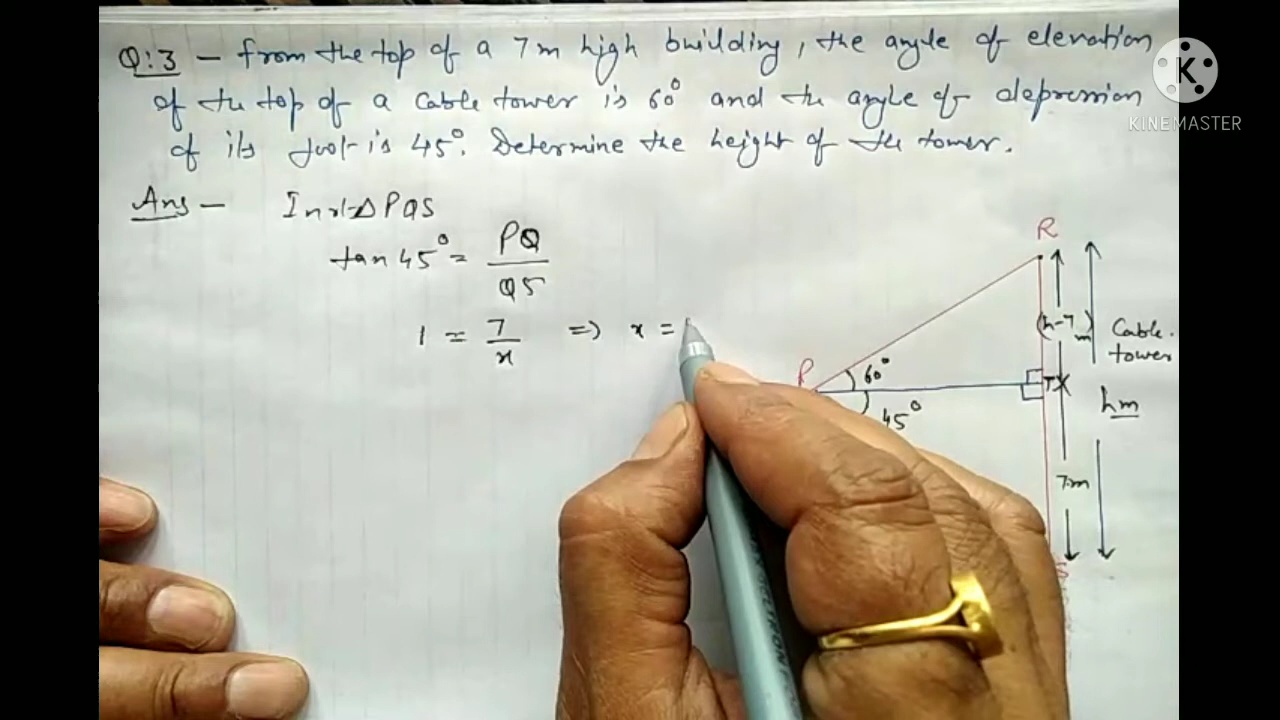 Q:3 - from the top of a 7m high building, the angle of elevation
of the top of a Cable tower is 60° and the angle of depression
of its foot is 45°. Determine the height of the tower.
Ans - In rt Δ PQS
tan 45° = PQ / QS
1 = 7 / x => x =
R
(h-7)m
Cable
tower
P
60°
T
45°
hm
7m
S
K
KINEMASTER